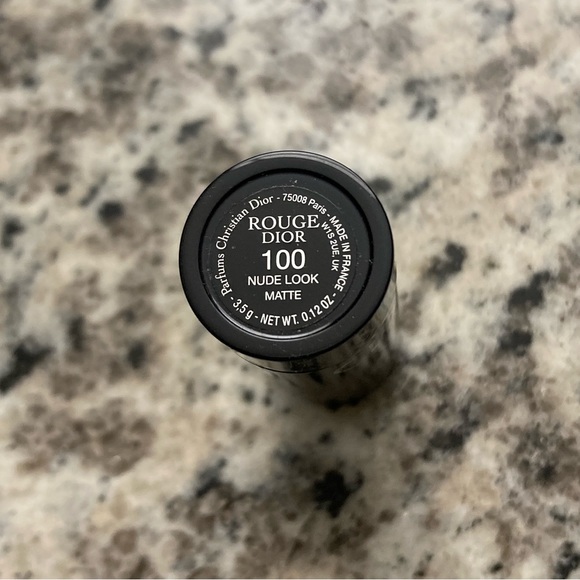 ROUGE
DIOR
100
NUDE LOOK
MATTE
Parfums Christian Dior - 75008 Paris - MADE IN FRANCE
W1S 2UE, UK
- 3,5 g - NET WT. 0.12 OZ -